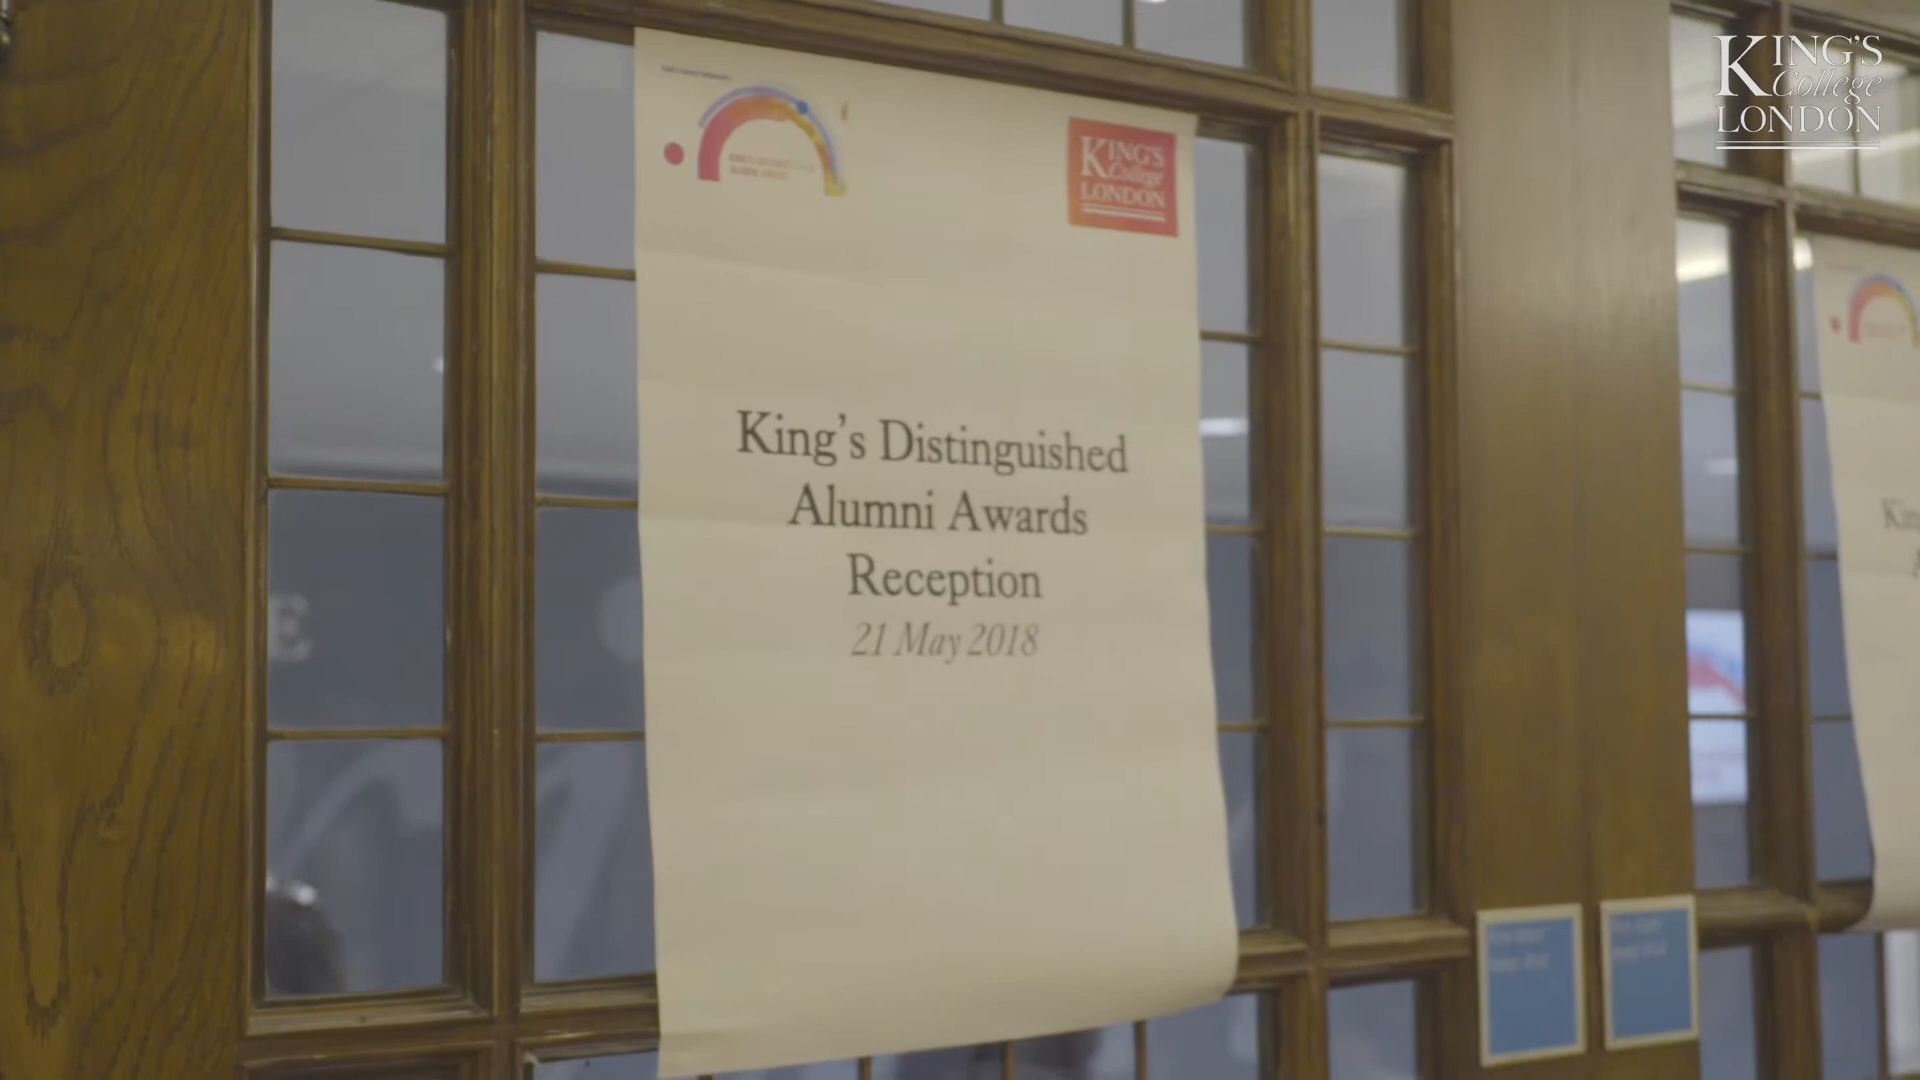 KING'S
College
LONDON
KING'S
College
LONDON
King's Distinguished
Alumni Awards
Reception
21 May 2018